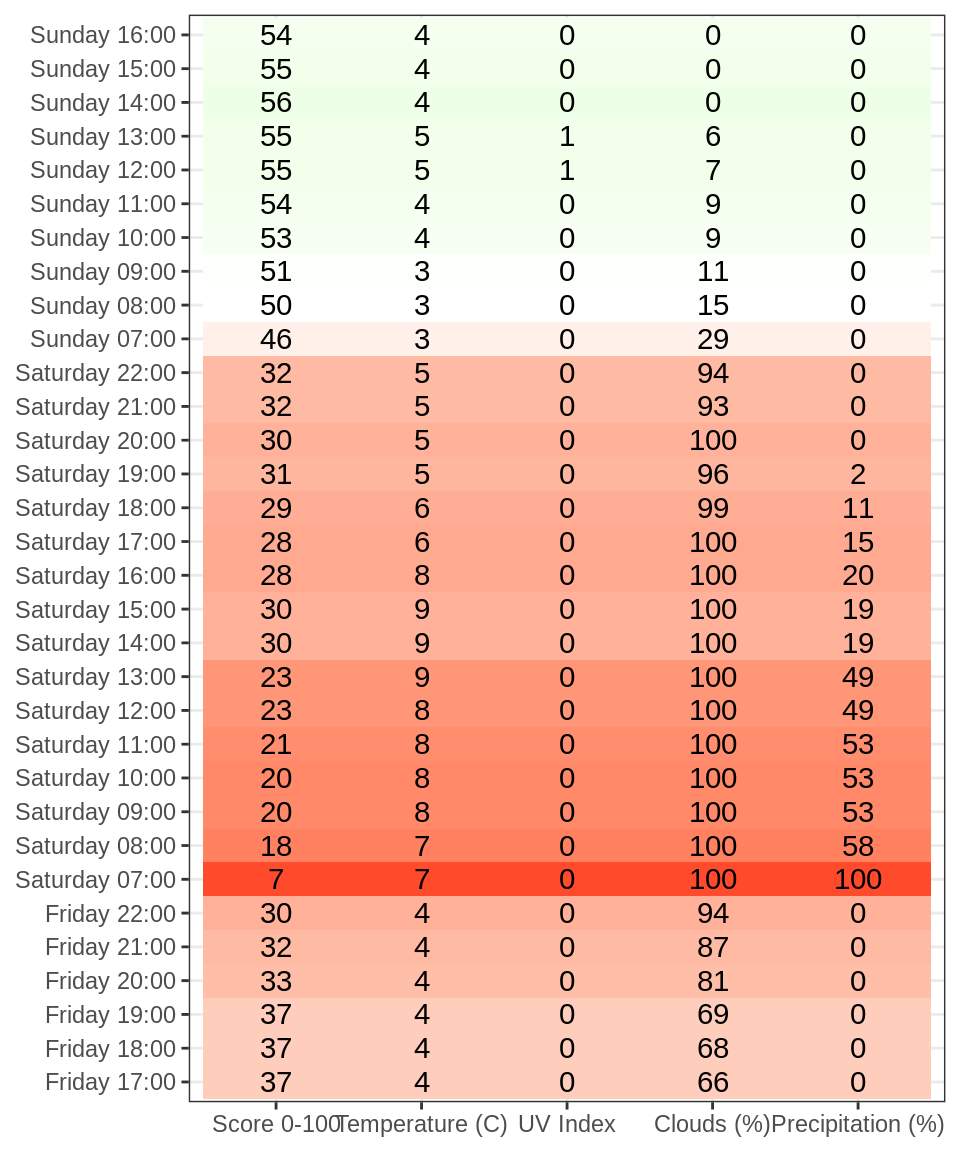 Sunday 16:00 54 4 0 0 0
Sunday 15:00 55 4 0 0 0
Sunday 14:00 56 4 0 0 0
Sunday 13:00 55 5 1 6 0
Sunday 12:00 55 5 1 7 0
Sunday 11:00 54 4 0 9 0
Sunday 10:00 53 4 0 9 0
Sunday 09:00 51 3 0 11 0
Sunday 08:00 50 3 0 15 0
Sunday 07:00 46 3 0 29 0
Saturday 22:00 32 5 0 94 0
Saturday 21:00 32 5 0 93 0
Saturday 20:00 30 5 0 100 0
Saturday 19:00 31 5 0 96 2
Saturday 18:00 29 6 0 99 11
Saturday 17:00 28 6 0 100 15
Saturday 16:00 28 8 0 100 20
Saturday 15:00 30 9 0 100 19
Saturday 14:00 30 9 0 100 19
Saturday 13:00 23 9 0 100 49
Saturday 12:00 23 8 0 100 49
Saturday 11:00 21 8 0 100 53
Saturday 10:00 20 8 0 100 53
Saturday 09:00 20 8 0 100 53
Saturday 08:00 18 7 0 100 58
Saturday 07:00 7 7 0 100 100
Friday 22:00 30 4 0 94 0
Friday 21:00 32 4 0 87 0
Friday 20:00 33 4 0 81 0
Friday 19:00 37 4 0 69 0
Friday 18:00 37 4 0 68 0
Friday 17:00 37 4 0 66 0
Score 0-100 Temperature (C) UV Index Clouds (%) Precipitation (%)